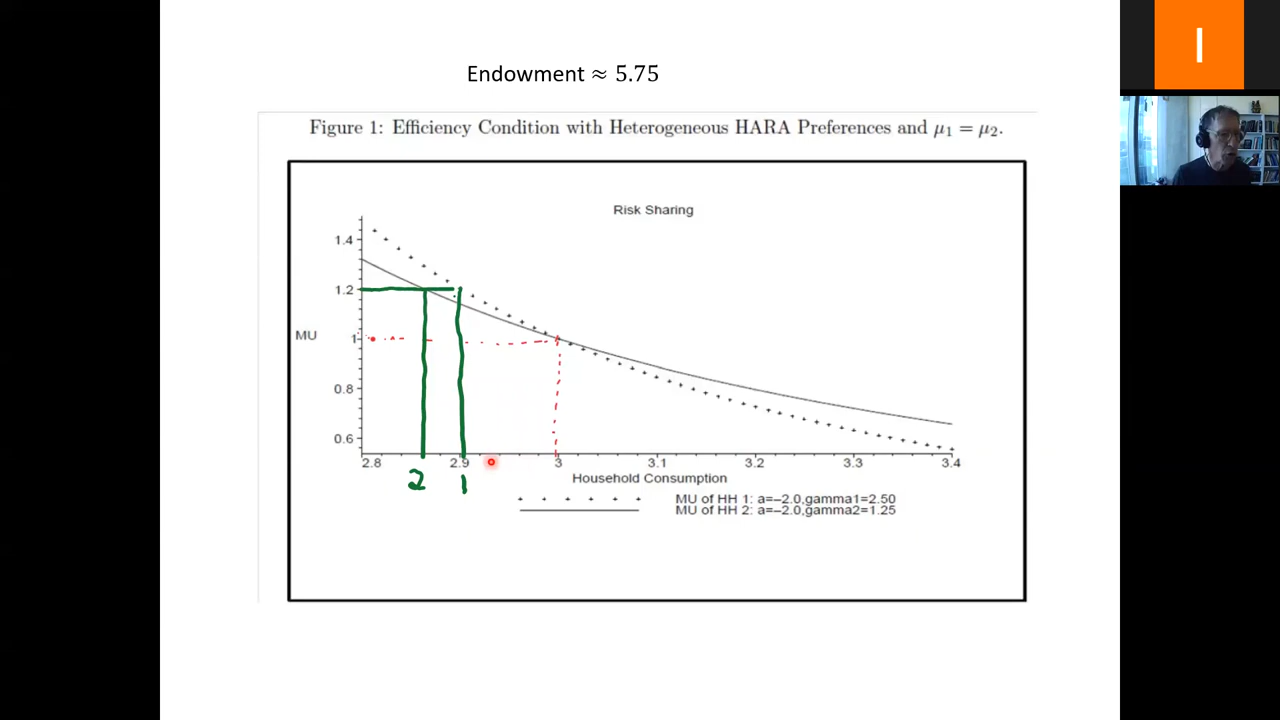 Endowment ≈ 5.75
I
Figure 1: Efficiency Condition with Heterogeneous HARA Preferences and μ₁ = μ₂.
Risk Sharing
1.4
1.2
MU
1
0.8
0.6
2.8 2.9 3 3.1 3.2 3.3 3.4
2 1
Household Consumption
MU of HH 1: a=–2.0,gamma1=2.50
MU of HH 2: a=–2.0,gamma2=1.25